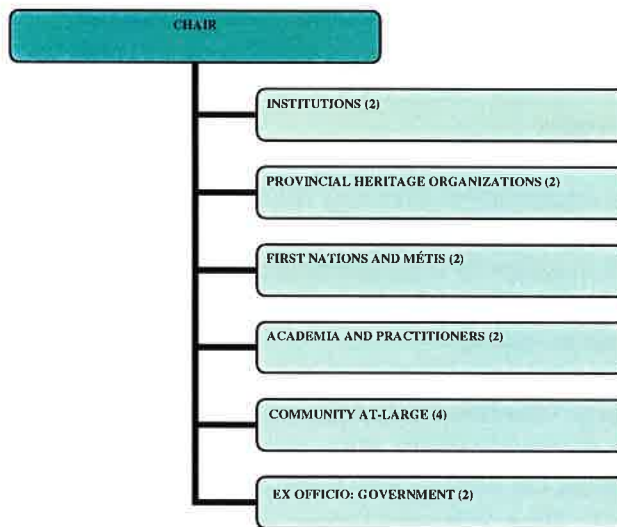 CHAIR
INSTITUTIONS (2)
PROVINCIAL HERITAGE ORGANIZATIONS (2)
FIRST NATIONS AND MÉTIS (2)
ACADEMIA AND PRACTITIONERS (2)
COMMUNITY AT-LARGE (4)
EX OFFICIO: GOVERNMENT (2)